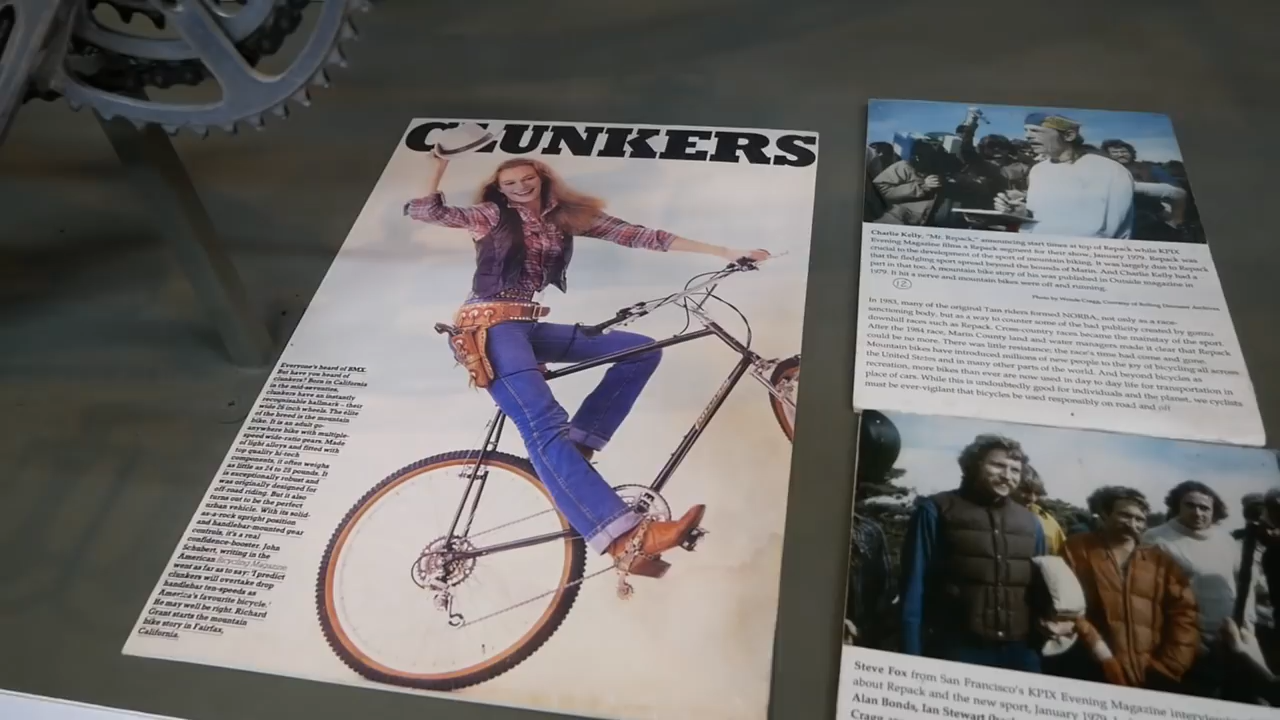 CLUNKERS
Everyone's heard of BMX.
But have you heard of
clunkers? Born in California
in the mid-seventies,
clunkers have an instantly
recognisable hallmark – their
wide 26 inch wheels. The elite
of the breed is the mountain
bike. It is an adult go-
anywhere bike with multiple-
speed wide-ratio gears. Made
of light alloys and fitted with
top quality hi-tech
components, it often weighs
as little as 24 to 28 pounds. It
is exceptionally robust and
was originally designed for
off road riding. But it also
turns out to be the perfect
urban vehicle. With its solid-
as-a-rock upright position
and handlebar-mounted gear
controls, it's a real
confidence-booster. John
Schubert, writing in the
American Bicycling Magazine
went as far as to say: 'I predict
clunkers will overtake drop
handlebar ten-speeds as
America's favourite bicycle.'
He may well be right. Richard
Grant starts the mountain
bike story in Fairfax,
California.
Charlie Kelly, "Mr. Repack," announcing start times at top of Repack while KPIX
Evening Magazine films a Repack segment for their show, January 1979. Repack was
crucial to the development of the sport of mountain biking. It was largely due to Repack
that the fledgling sport spread beyond the bounds of Marin. And Charlie Kelly had a
part in that too. A mountain bike story of his was published in Outside magazine in
1979. It hit a nerve and mountain bikes were off and running.
12
Photo by Wende Cragg, Courtesy of Rolling Dinosaur Archives
In 1983, many of the original Tam riders formed NORBA, not only as a race-
sanctioning body, but as a way to counter some of the bad publicity created by gonzo
downhill races such as Repack. Cross-country races became the mainstay of the sport.
After the 1984 race, Marin County land and water managers made it clear that Repack
could be no more. There was little resistance; the race's time had come and gone.
Mountain bikes have introduced millions of new people to the joy of bicycling all across
the United States and in many other parts of the world. And beyond bicycles as
recreation, more bikes than ever are now used in day to day life for transportation in
place of cars. While this is undoubtedly good for individuals and the planet, we cyclists
must be ever-vigilant that bicycles be used responsibly on road and off
Steve Fox from San Francisco's KPIX Evening Magazine
about Repack and the new sport, January 1979.
Alan Bonds, Ian Stewart
Cragg